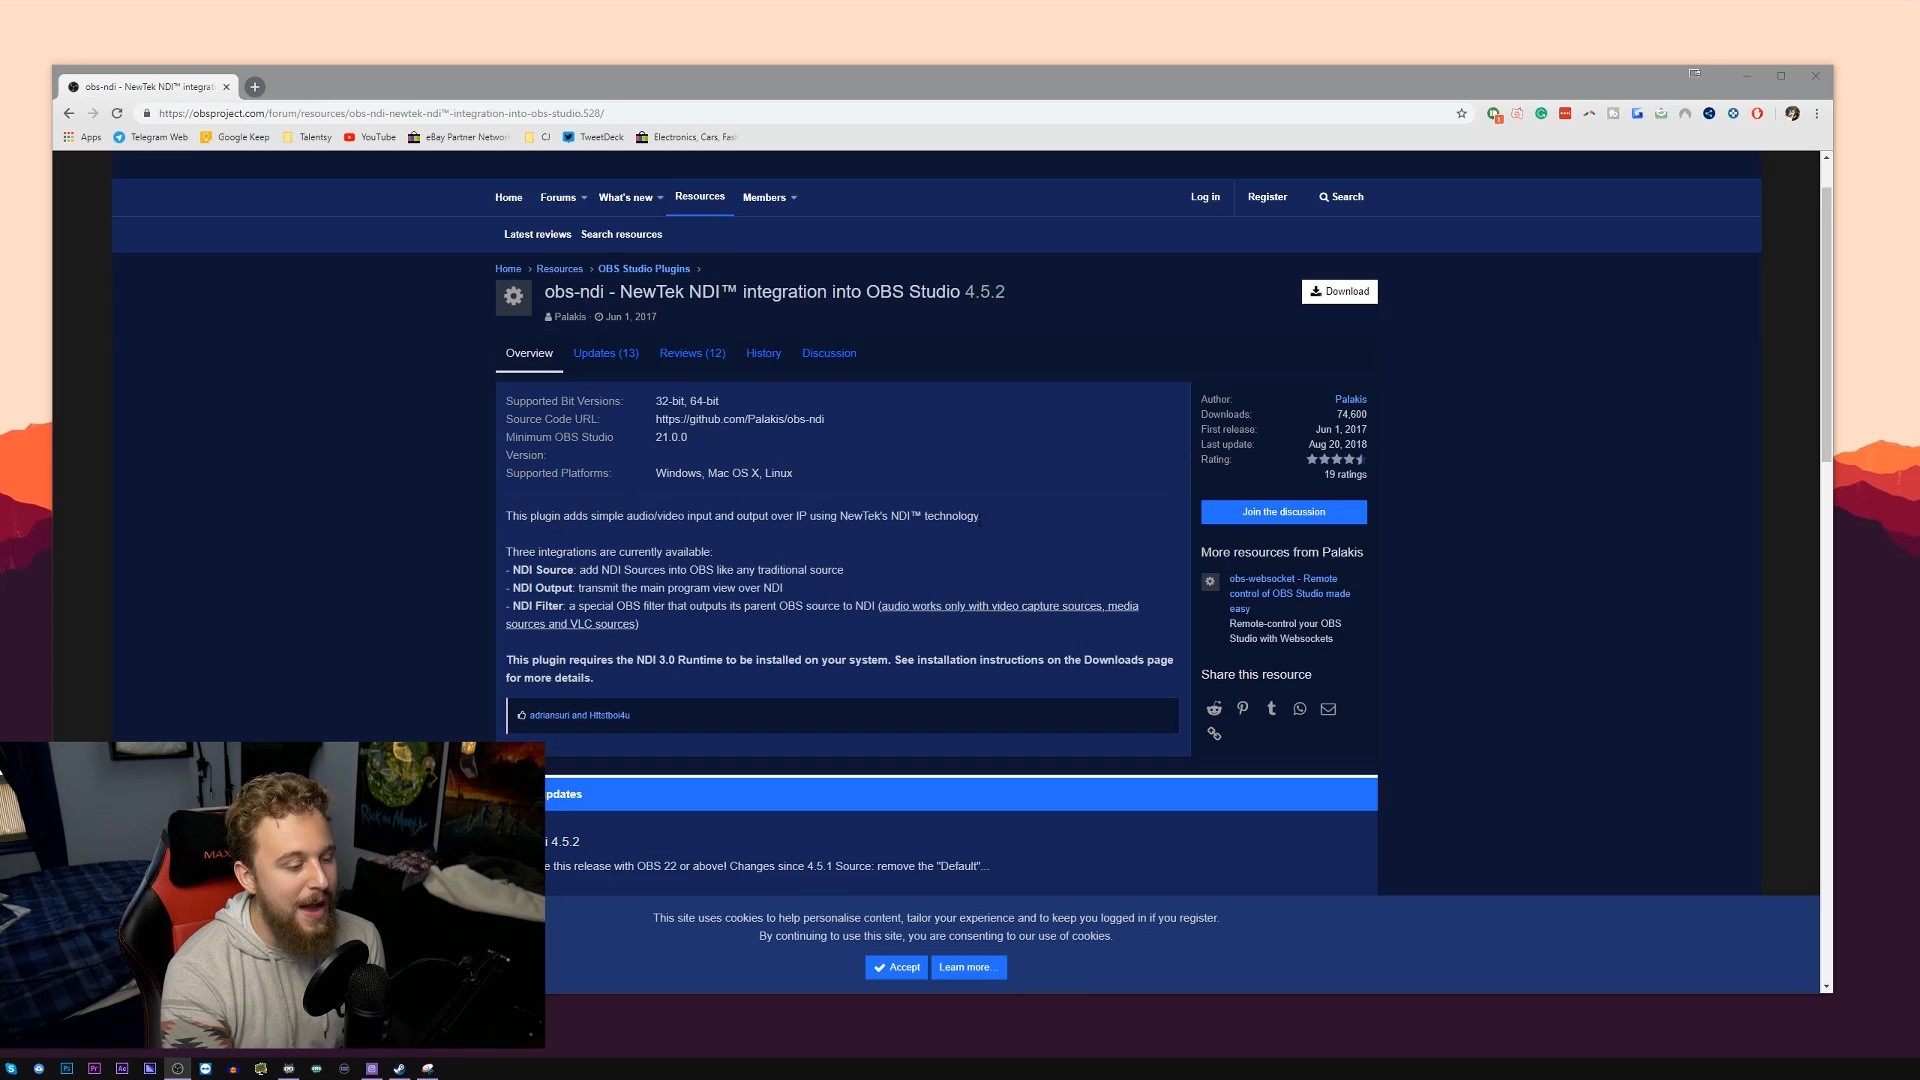 obs-ndi - NewTek NDI™ integrat
https://obsproject.com/forum/resources/obs-ndi-newtek-ndi™-integration-into-obs-studio.528/
Apps Telegram Web Google Keep Talentsy YouTube eBay Partner Network CJ TweetDeck Electronics, Cars, Fas
Home Forums What's new Resources Members Log in Register Search
Latest reviews Search resources
Home › Resources › OBS Studio Plugins ›
obs-ndi - NewTek NDI™ integration into OBS Studio 4.5.2
Download
Palakis · Jun 1, 2017
Overview Updates (13) Reviews (12) History Discussion
Supported Bit Versions: 32-bit, 64-bit
Source Code URL: https://github.com/Palakis/obs-ndi
Minimum OBS Studio Version: 21.0.0
Supported Platforms: Windows, Mac OS X, Linux
This plugin adds simple audio/video input and output over IP using NewTek's NDI™ technology
Three integrations are currently available:
- NDI Source: add NDI Sources into OBS like any traditional source
- NDI Output: transmit the main program view over NDI
- NDI Filter: a special OBS filter that outputs its parent OBS source to NDI (audio works only with video capture sources, media
sources and VLC sources)
This plugin requires the NDI 3.0 Runtime to be installed on your system. See installation instructions on the Downloads page
for more details.
adriansuri and Httstboi4u
Author: Palakis
Downloads: 74,600
First release: Jun 1, 2017
Last update: Aug 20, 2018
Rating:
19 ratings
Join the discussion
More resources from Palakis
obs-websocket - Remote
control of OBS Studio made
easy
Remote-control your OBS
Studio with Websockets
Share this resource
pdates
i 4.5.2
e this release with OBS 22 or above! Changes since 4.5.1 Source: remove the "Default"...
This site uses cookies to help personalise content, tailor your experience and to keep you logged in if you register.
By continuing to use this site, you are consenting to our use of cookies.
Accept Learn more...
Rick and Morty
MAX
Ps Pr Ae